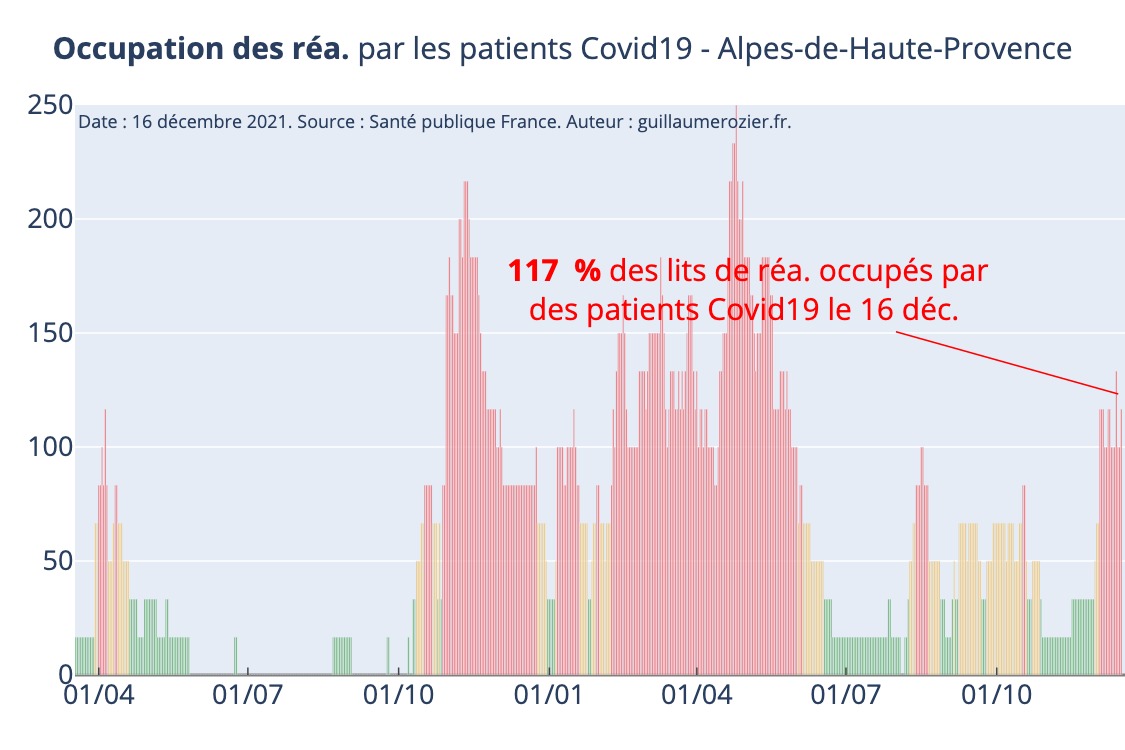 Occupation des réa. par les patients Covid19 - Alpes-de-Haute-Provence
250
Date : 16 décembre 2021. Source : Santé publique France. Auteur : guillaumerozier.fr.
200
117 % des lits de réa. occupés par
des patients Covid19 le 16 déc.
150
100
50
0
01/04 01/07 01/10 01/01 01/04 01/07 01/10